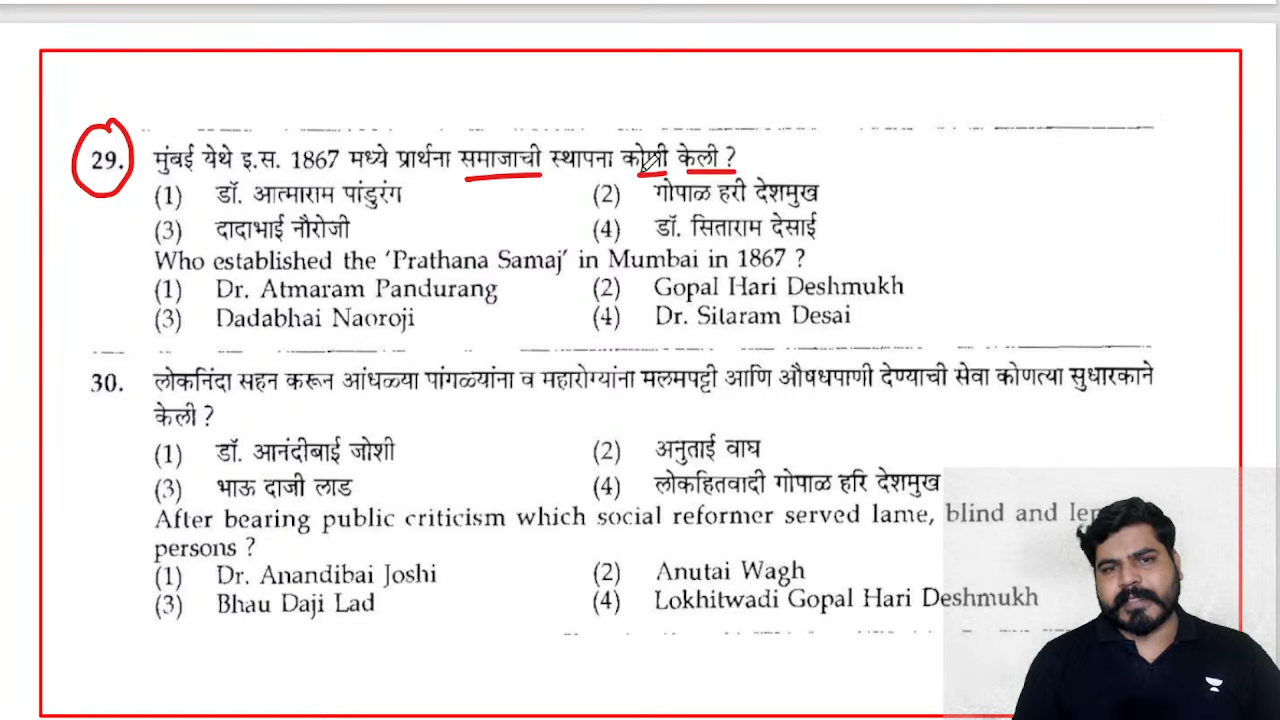 29. मुंबई येथे इ.स. 1867 मध्ये प्रार्थना समाजाची स्थापना कोणी केली ?
(1) डॉ. आत्माराम पांडुरंग (2) गोपाळ हरी देशमुख
(3) दादाभाई नौरोजी (4) डॉ. सिताराम देसाई
Who established the ‘Prathana Samaj’ in Mumbai in 1867 ?
(1) Dr. Atmaram Pandurang (2) Gopal Hari Deshmukh
(3) Dadabhai Naoroji (4) Dr. Sitaram Desai
30. लोकनिंदा सहन करून आंधळ्या पांगळ्यांना व महारोग्यांना मलमपट्टी आणि औषधपाणी देण्याची सेवा कोणत्या सुधारकाने
केली ?
(1) डॉ. आनंदीबाई जोशी (2) अनुताई वाघ
(3) भाऊ दाजी लाड (4) लोकहितवादी गोपाळ हरि देशमुख
After bearing public criticism which social reformer served lame, blind and
persons ?
(1) Dr. Anandibai Joshi (2) Anutai Wagh
(3) Bhau Daji Lad (4) Lokhitwadi Gopal Hari Deshmukh